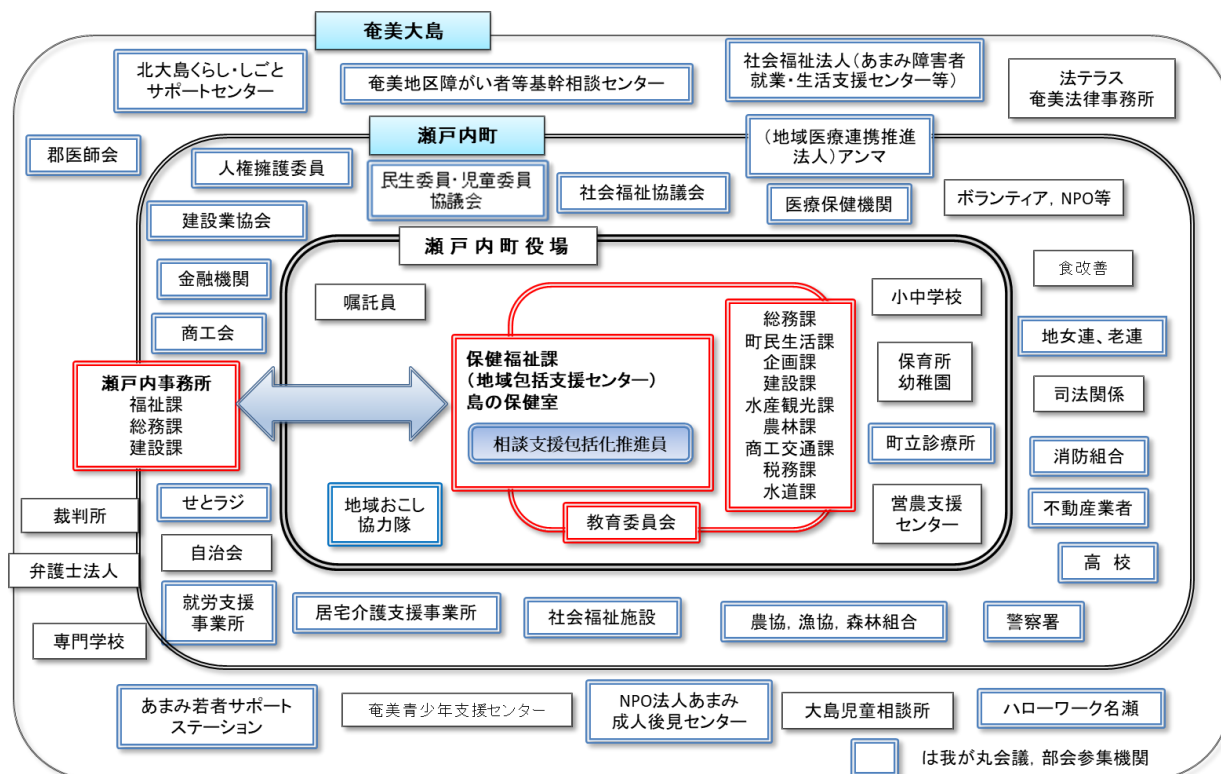 奄美大島
北大島くらし・しごと
サポートセンター
奄美地区障がい者等基幹相談センター
社会福祉法人（あまみ障害者
就業・生活支援センター等）
法テラス
奄美法律事務所
郡医師会
瀬戸内町
人権擁護委員
民生委員・児童委員
協議会
社会福祉協議会
（地域医療連携推進
法人）アンマ
医療保健機関
ボランティア，NPO等
建設業協会
瀬戸内町役場
金融機関
嘱託員
小中学校
食改善
商工会
総務課
町民生活課
企画課
建設課
水産観光課
農林課
商工交通課
税務課
水道課
地女連、老連
瀬戸内事務所
福祉課
総務課
建設課
保健福祉課
（地域包括支援センター）
島の保健室
相談支援包括化推進員
保育所
幼稚園
司法関係
町立診療所
消防組合
せとラジ
地域おこし
協力隊
教育委員会
営農支援
センター
不動産業者
裁判所
自治会
高　校
弁護士法人
就労支援
事業所
居宅介護支援事業所
社会福祉施設
農協，漁協，森林組合
警察署
専門学校
あまみ若者サポート
ステーション
奄美青少年支援センター
NPO法人あまみ
成人後見センター
大島児童相談所
ハローワーク名瀬
は我が丸会議，部会参集機関